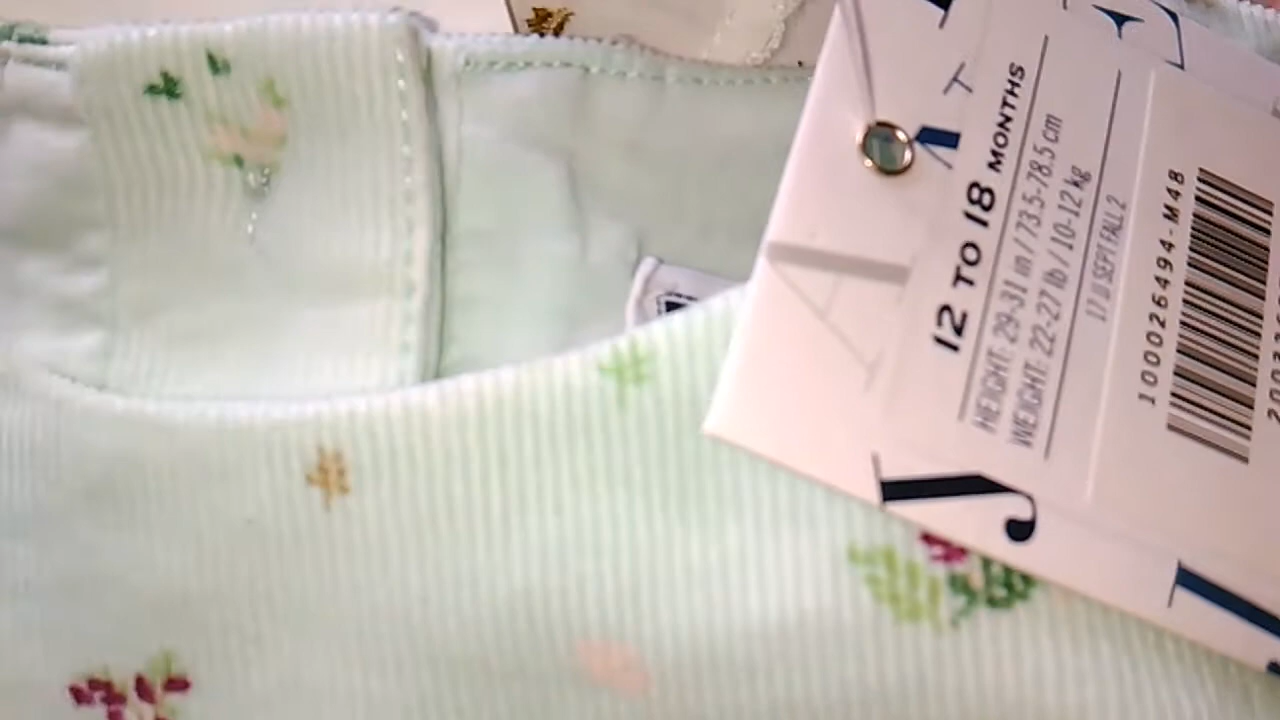 12 TO 18 MONTHS
HEIGHT: 29-31 in / 73.5-78.5 cm
WEIGHT: 22-27 lb / 10-12 kg
17 JJ SEPT FALL 2
100026494-M48
y